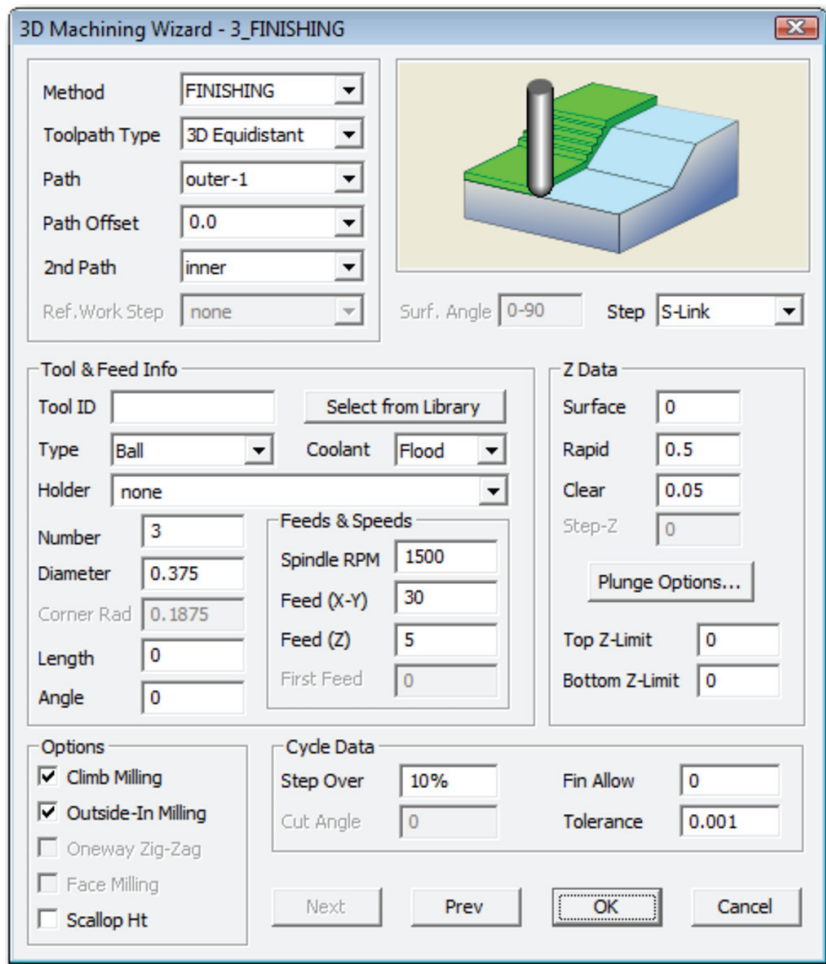 3D Machining Wizard - 3_FINISHING
Method FINISHING
Toolpath Type 3D Equidistant
Path outer-1
Path Offset 0.0
2nd Path inner
Ref.Work Step none
Surf. Angle 0-90 Step S-Link
Tool & Feed Info
Tool ID Select from Library
Type Ball Coolant Flood
Holder none
Number 3
Diameter 0.375
Corner Rad 0.1875
Length 0
Angle 0
Feeds & Speeds
Spindle RPM 1500
Feed (X-Y) 30
Feed (Z) 5
First Feed 0
Z Data
Surface 0
Rapid 0.5
Clear 0.05
Step-Z 0
Plunge Options...
Top Z-Limit 0
Bottom Z-Limit 0
Options
Climb Milling
Outside-In Milling
Oneway Zig-Zag
Face Milling
Scallop Ht
Cycle Data
Step Over 10% Fin Allow 0
Cut Angle 0 Tolerance 0.001
Next Prev OK Cancel